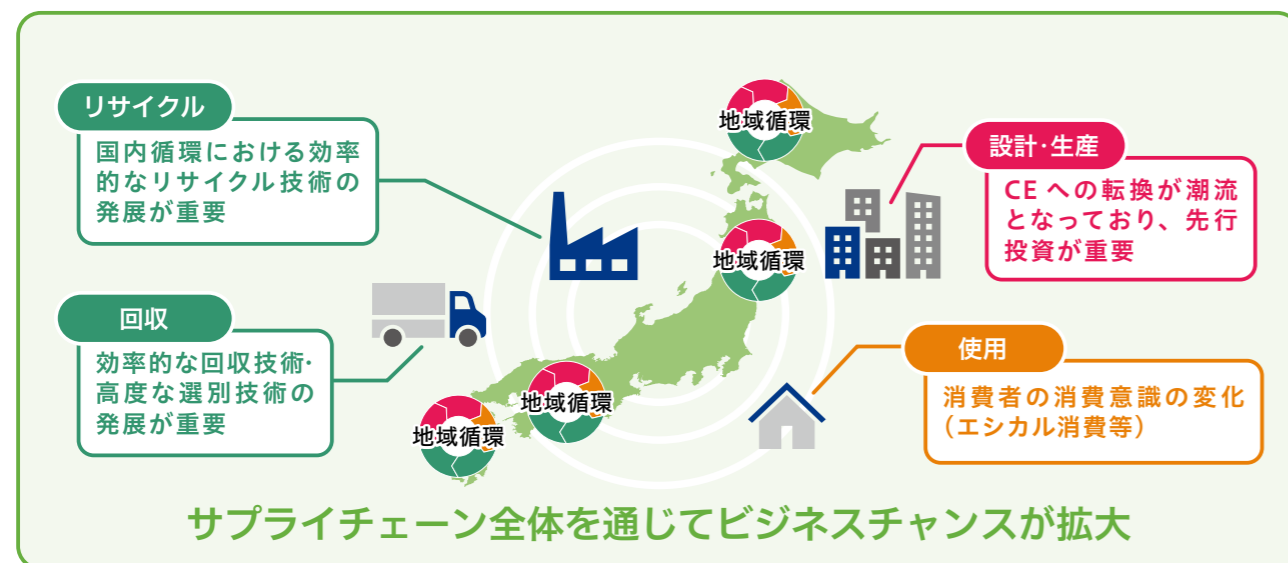 リサイクル
国内循環における効率
的なリサイクル技術の
発展が重要
回収
効率的な回収技術・
高度な選別技術の
発展が重要
地域循環
地域循環
地域循環
地域循環
設計・生産
CE への転換が潮流
となっており、先行
投資が重要
使用
消費者の消費意識の変化
（エシカル消費等）
サプライチェーン全体を通じてビジネスチャンスが拡大